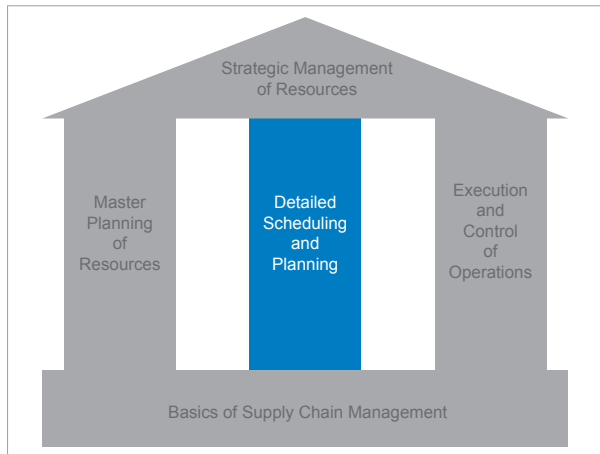 Strategic Management
of Resources
Master
Planning
of
Resources
Detailed
Scheduling
and
Planning
Execution
and
Control
of
Operations
Basics of Supply Chain Management